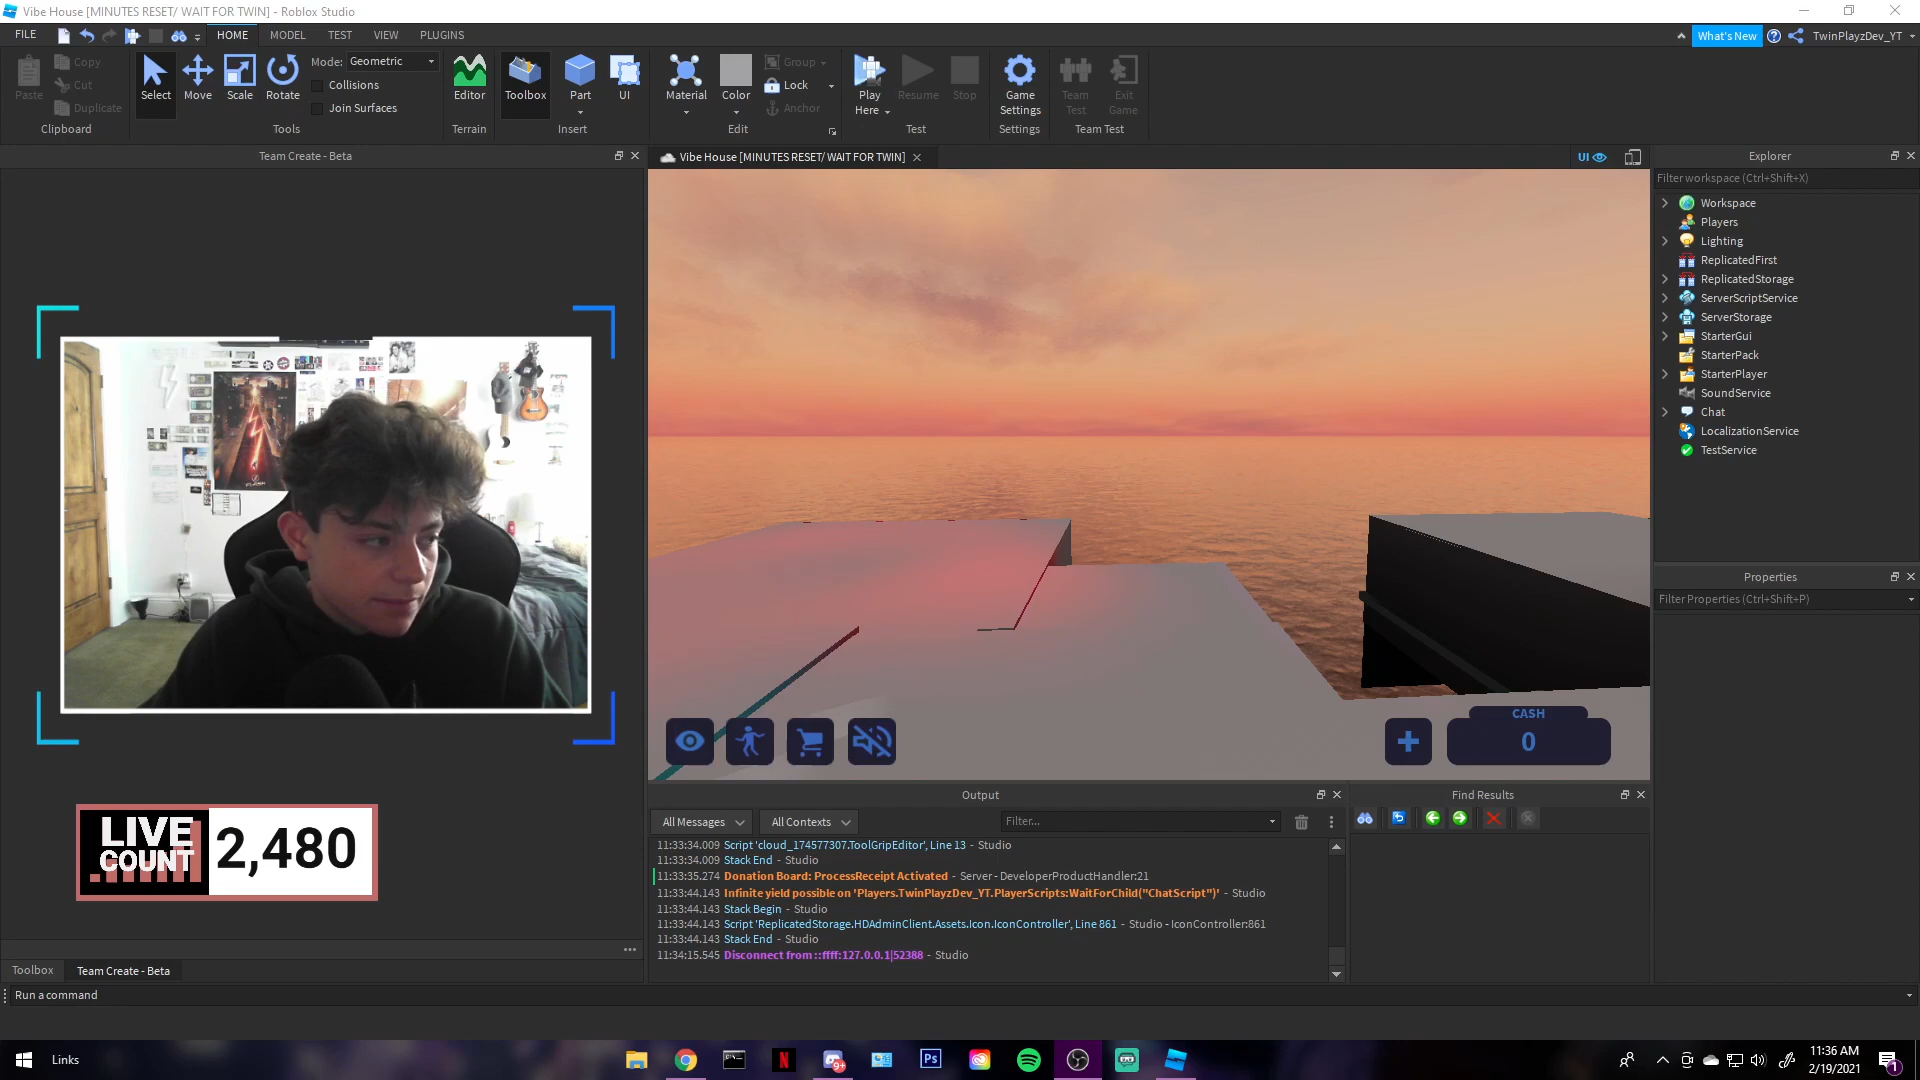 Vibe House [MINUTES RESET/ WAIT FOR TWIN] - Roblox Studio
FILE
HOME
MODEL
TEST
VIEW
PLUGINS
What's New
TwinPlayzDev_YT
Paste
Copy
Cut
Duplicate
Clipboard
Select
Move
Scale
Rotate
Mode: Geometric
Collisions
Join Surfaces
Tools
Editor
Terrain
Toolbox
Part
UI
Insert
Material
Color
Group
Lock
Anchor
Edit
Play
Here
Resume
Stop
Test
Game
Settings
Settings
Team
Test
Exit
Game
Team Test
Team Create - Beta
Vibe House [MINUTES RESET/ WAIT FOR TWIN]
UI
Explorer
Filter workspace (Ctrl+Shift+X)
Workspace
Players
Lighting
ReplicatedFirst
ReplicatedStorage
ServerScriptService
ServerStorage
StarterGui
StarterPack
StarterPlayer
SoundService
Chat
LocalizationService
TestService
Properties
Filter Properties (Ctrl+Shift+P)
LIVE
COUNT
2,480
CASH
0
Output
All Messages
All Contexts
Filter...
11:33:34.009 Script 'cloud_174577307.ToolGripEditor', Line 13 - Studio
11:33:34.009 Stack End - Studio
11:33:35.274 Donation Board: ProcessReceipt Activated - Server - DeveloperProductHandler:21
11:33:44.143 Infinite yield possible on 'Players.TwinPlayzDev_YT.PlayerScripts:WaitForChild("ChatScript")' - Studio
11:33:44.143 Stack Begin - Studio
11:33:44.143 Script 'ReplicatedStorage.HDAdminClient.Assets.Icon.IconController', Line 861 - Studio - IconController:861
11:33:44.143 Stack End - Studio
11:34:15.545 Disconnect from ::ffff:127.0.0.1|52388 - Studio
Find Results
Toolbox
Team Create - Beta
Run a command
Links
N
9+
Ps
11:36 AM
2/19/2021
1